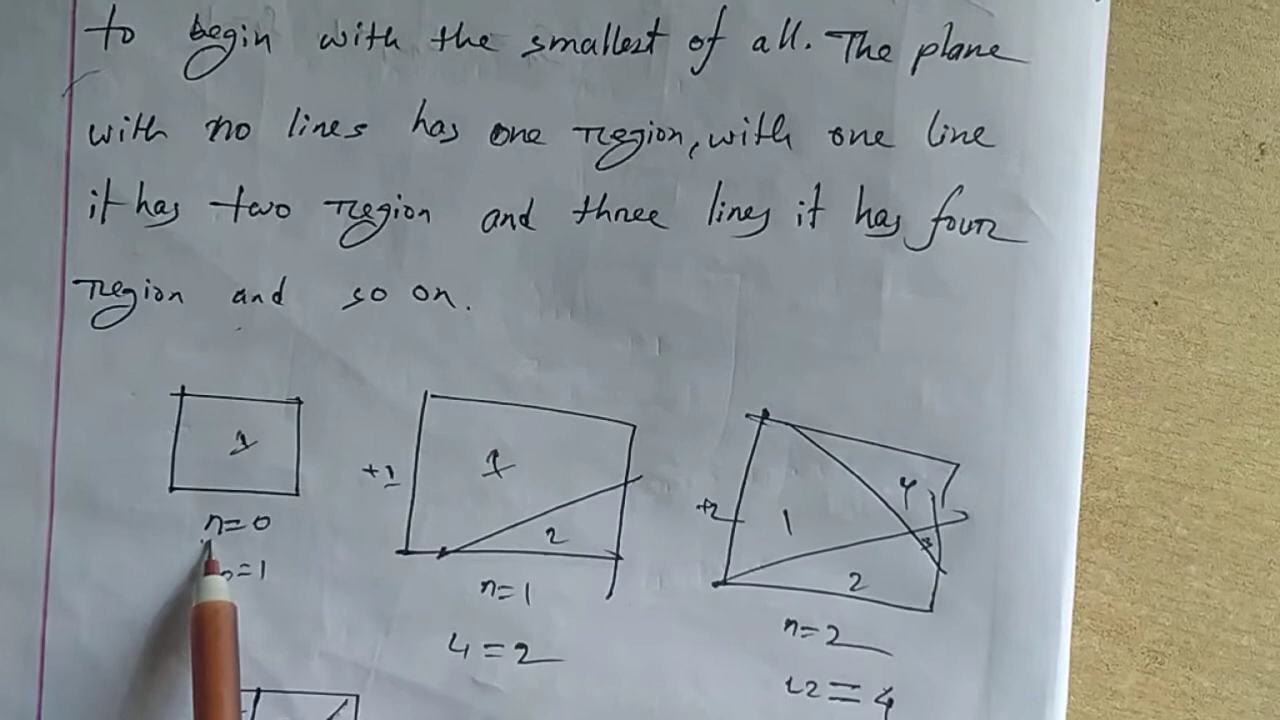 to begin with the smallest of all. The plane
with no lines has one region, with one line
it has two region and three lines it has four
region and so on.
1
+1
1
2
+2
1
4
3
2
n=0
=1
n=1
L1=2
n=2
L2=4